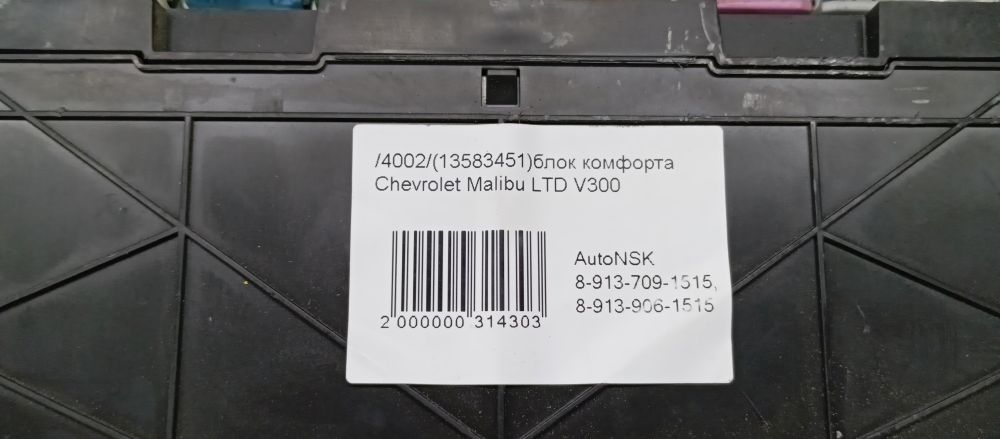 /4002/(13583451)блок комфорта
Chevrolet Malibu LTD V300
AutoNSK
8-913-709-1515,
8-913-906-1515
2 000000 314303